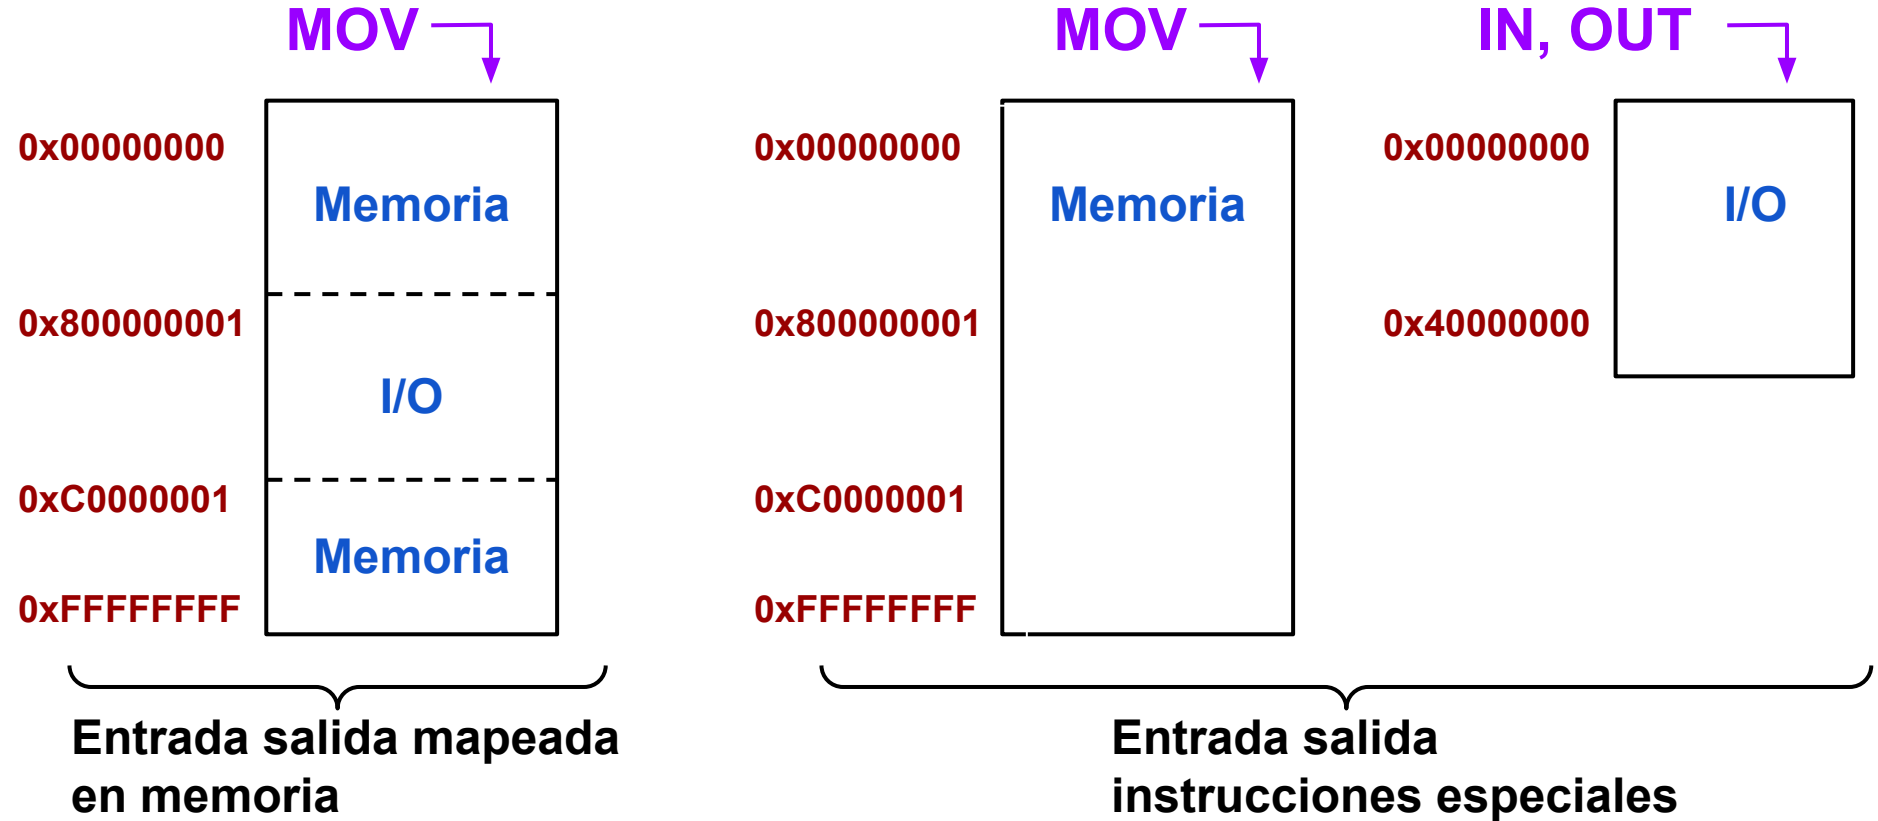 MOV
MOV
IN, OUT
0x00000000
Memoria
0x800000001
I/O
0xC0000001
Memoria
0xFFFFFFFF
0x00000000
Memoria
0x800000001
0xC0000001
0xFFFFFFFF
0x00000000
I/O
0x40000000
Entrada salida mapeada
en memoria
Entrada salida
instrucciones especiales